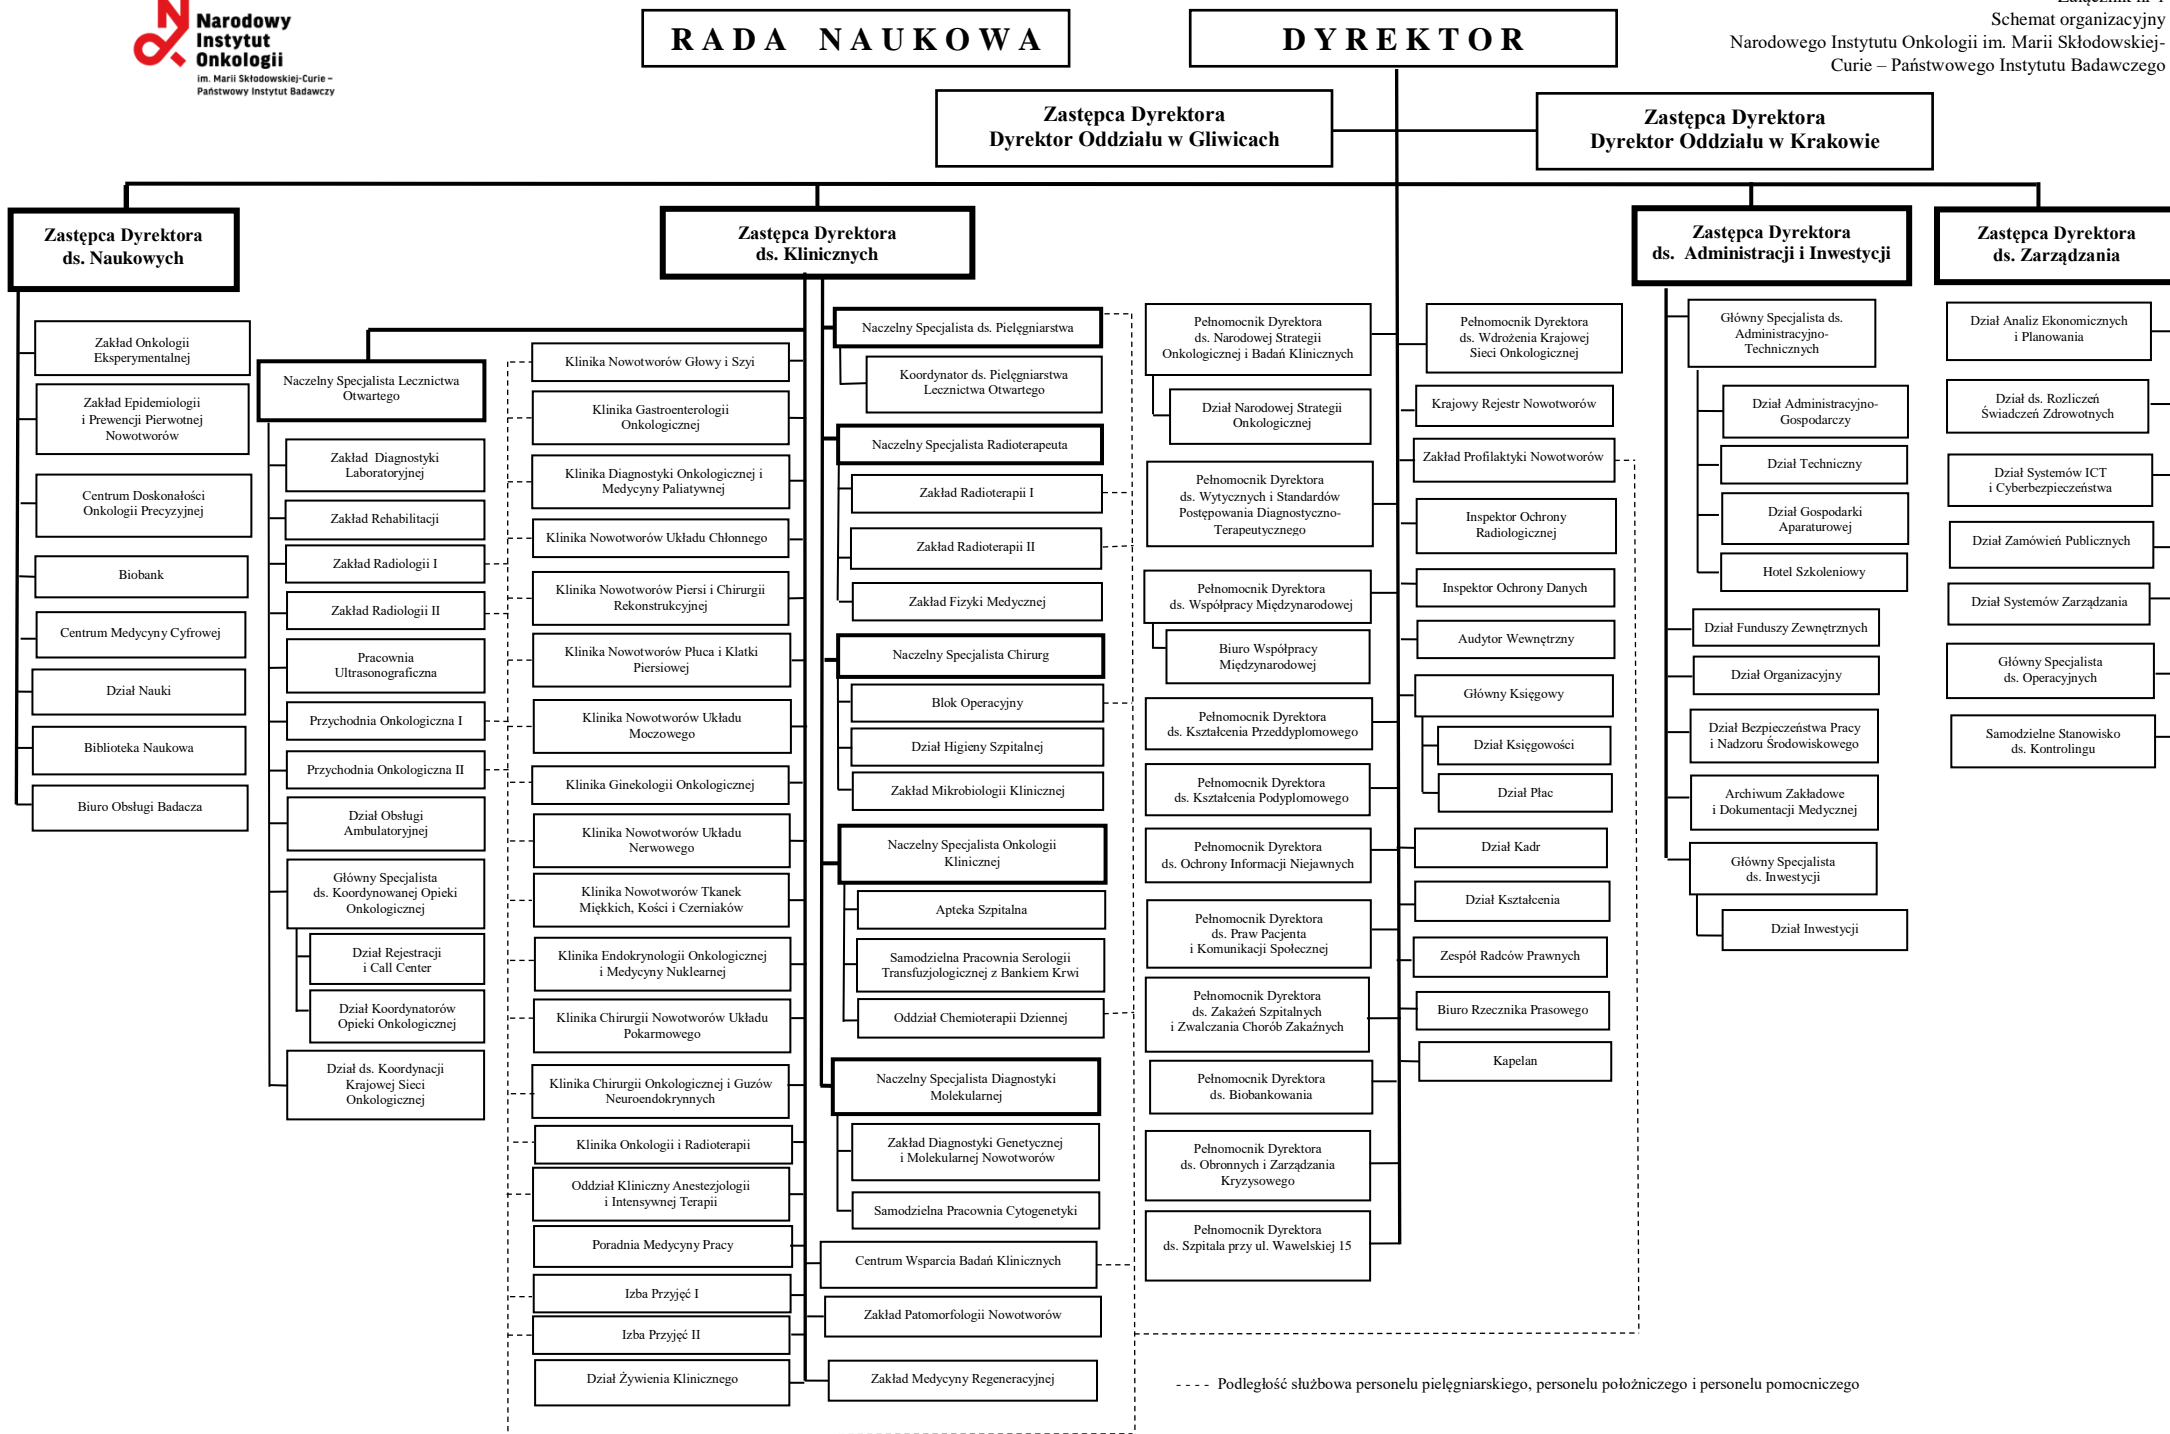 Narodowy
Instytut
Onkologii
im. Marii Skłodowskiej-Curie –
Państwowy Instytut Badawczy
RADA NAUKOWA
DYREKTOR
Schemat organizacyjny
Narodowego Instytutu Onkologii im. Marii Skłodowskiej-
Curie – Państwowego Instytutu Badawczego
Zastępca Dyrektora
Dyrektor Oddziału w Gliwicach
Zastępca Dyrektora
Dyrektor Oddziału w Krakowie
Zastępca Dyrektora
ds. Naukowych
Zastępca Dyrektora
ds. Klinicznych
Zastępca Dyrektora
ds. Administracji i Inwestycji
Zastępca Dyrektora
ds. Zarządzania
Zakład Onkologii
Eksperymentalnej
Zakład Epidemiologii
i Prewencji Pierwotnej
Nowotworów
Centrum Doskonałości
Onkologii Precyzyjnej
Biobank
Centrum Medycyny Cyfrowej
Dział Nauki
Biblioteka Naukowa
Biuro Obsługi Badacza
Naczelny Specjalista Lecznictwa
Otwartego
Zakład Diagnostyki
Laboratoryjnej
Zakład Rehabilitacji
Zakład Radiologii I
Zakład Radiologii II
Pracownia
Ultrasonograficzna
Przychodnia Onkologiczna I
Przychodnia Onkologiczna II
Dział Obsługi
Ambulatoryjnej
Główny Specjalista
ds. Koordynowanej Opieki
Onkologicznej
Dział Rejestracji
i Call Center
Dział Koordynatorów
Opieki Onkologicznej
Dział ds. Koordynacji
Krajowej Sieci
Onkologicznej
Klinika Nowotworów Głowy i Szyi
Klinika Gastroenterologii
Onkologicznej
Klinika Diagnostyki Onkologicznej i
Medycyny Paliatywnej
Klinika Nowotworów Układu Chłonnego
Klinika Nowotworów Piersi i Chirurgii
Rekonstrukcyjnej
Klinika Nowotworów Płuca i Klatki
Piersiowej
Klinika Nowotworów Układu
Moczowego
Klinika Ginekologii Onkologicznej
Klinika Nowotworów Układu
Nerwowego
Klinika Nowotworów Tkanek
Miękkich, Kości i Czerniaków
Klinika Endokrynologii Onkologicznej
i Medycyny Nuklearnej
Klinika Chirurgii Nowotworów Układu
Pokarmowego
Klinika Chirurgii Onkologicznej i Guzów
Neuroendokrynnych
Klinika Onkologii i Radioterapii
Oddział Kliniczny Anestezjologii
i Intensywnej Terapii
Poradnia Medycyny Pracy
Izba Przyjęć I
Izba Przyjęć II
Dział Żywienia Klinicznego
Naczelny Specjalista ds. Pielęgniarstwa
Koordynator ds. Pielęgniarstwa
Lecznictwa Otwartego
Naczelny Specjalista Radioterapeuta
Zakład Radioterapii I
Zakład Radioterapii II
Zakład Fizyki Medycznej
Naczelny Specjalista Chirurg
Blok Operacyjny
Dział Higieny Szpitalnej
Zakład Mikrobiologii Klinicznej
Naczelny Specjalista Onkologii
Klinicznej
Apteka Szpitalna
Samodzielna Pracownia Serologii
Transfuzjologicznej z Bankiem Krwi
Oddział Chemioterapii Dziennej
Naczelny Specjalista Diagnostyki
Molekularnej
Zakład Diagnostyki Genetycznej
i Molekularnej Nowotworów
Samodzielna Pracownia Cytogenetyki
Centrum Wsparcia Badań Klinicznych
Zakład Patomorfologii Nowotworów
Zakład Medycyny Regeneracyjnej
Pełnomocnik Dyrektora
ds. Narodowej Strategii
Onkologicznej i Badań Klinicznych
Dział Narodowej Strategii
Onkologicznej
Pełnomocnik Dyrektora
ds. Wytycznych i Standardów
Postępowania Diagnostyczno-
Terapeutycznego
Pełnomocnik Dyrektora
ds. Współpracy Międzynarodowej
Biuro Współpracy
Międzynarodowej
Pełnomocnik Dyrektora
ds. Kształcenia Przeddyplomowego
Pełnomocnik Dyrektora
ds. Kształcenia Podyplomowego
Pełnomocnik Dyrektora
ds. Ochrony Informacji Niejawnych
Pełnomocnik Dyrektora
ds. Praw Pacjenta
i Komunikacji Społecznej
Pełnomocnik Dyrektora
ds. Zakażeń Szpitalnych
i Zwalczania Chorób Zakaźnych
Pełnomocnik Dyrektora
ds. Biobankowania
Pełnomocnik Dyrektora
ds. Obronnych i Zarządzania
Kryzysowego
Pełnomocnik Dyrektora
ds. Szpitala przy ul. Wawelskiej 15
Pełnomocnik Dyrektora
ds. Wdrożenia Krajowej
Sieci Onkologicznej
Krajowy Rejestr Nowotworów
Zakład Profilaktyki Nowotworów
Inspektor Ochrony
Radiologicznej
Inspektor Ochrony Danych
Audytor Wewnętrzny
Główny Księgowy
Dział Księgowości
Dział Płac
Dział Kadr
Dział Kształcenia
Zespół Radców Prawnych
Biuro Rzecznika Prasowego
Kapelan
Główny Specjalista ds.
Administracyjno-
Technicznych
Dział Administracyjno-
Gospodarczy
Dział Techniczny
Dział Gospodarki
Aparaturowej
Hotel Szkoleniowy
Dział Funduszy Zewnętrznych
Dział Organizacyjny
Dział Bezpieczeństwa Pracy
i Nadzoru Środowiskowego
Archiwum Zakładowe
i Dokumentacji Medycznej
Główny Specjalista
ds. Inwestycji
Dział Inwestycji
Dział Analiz Ekonomicznych
i Planowania
Dział ds. Rozliczeń
Świadczeń Zdrowotnych
Dział Systemów ICT
i Cyberbezpieczeństwa
Dział Zamówień Publicznych
Dział Systemów Zarządzania
Główny Specjalista
ds. Operacyjnych
Samodzielne Stanowisko
ds. Kontrolingu
- - - - Podległość służbowa personelu pielęgniarskiego, personelu położniczego i personelu pomocniczego